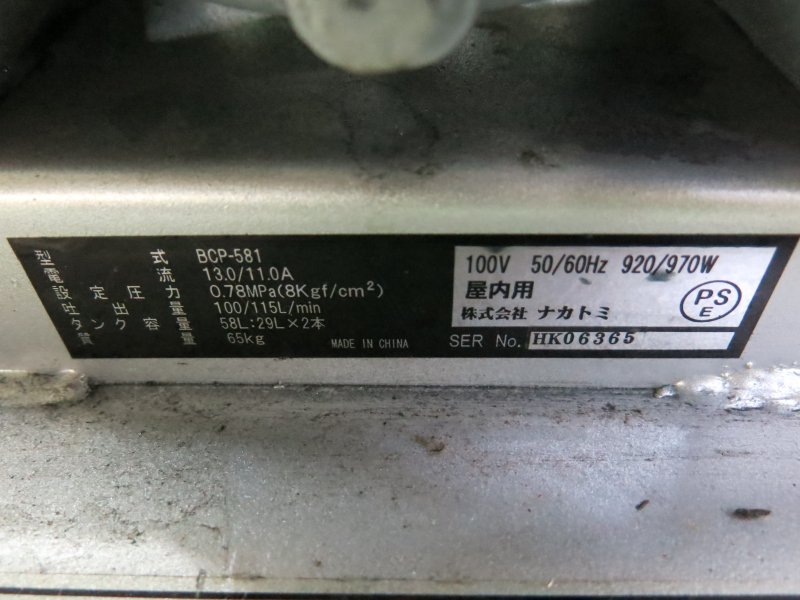 型式 BCP-581
電流 13.0/11.0A
設定圧力 0.78MPa(8Kgf/cm²)
吐出量 100/115L/min
タンク容量 58L:29L×2本
質量 65kg
MADE IN CHINA
100V 50/60Hz 920/970W
屋内用
株式会社 ナカトミ
PS
E
SER No. HK06365